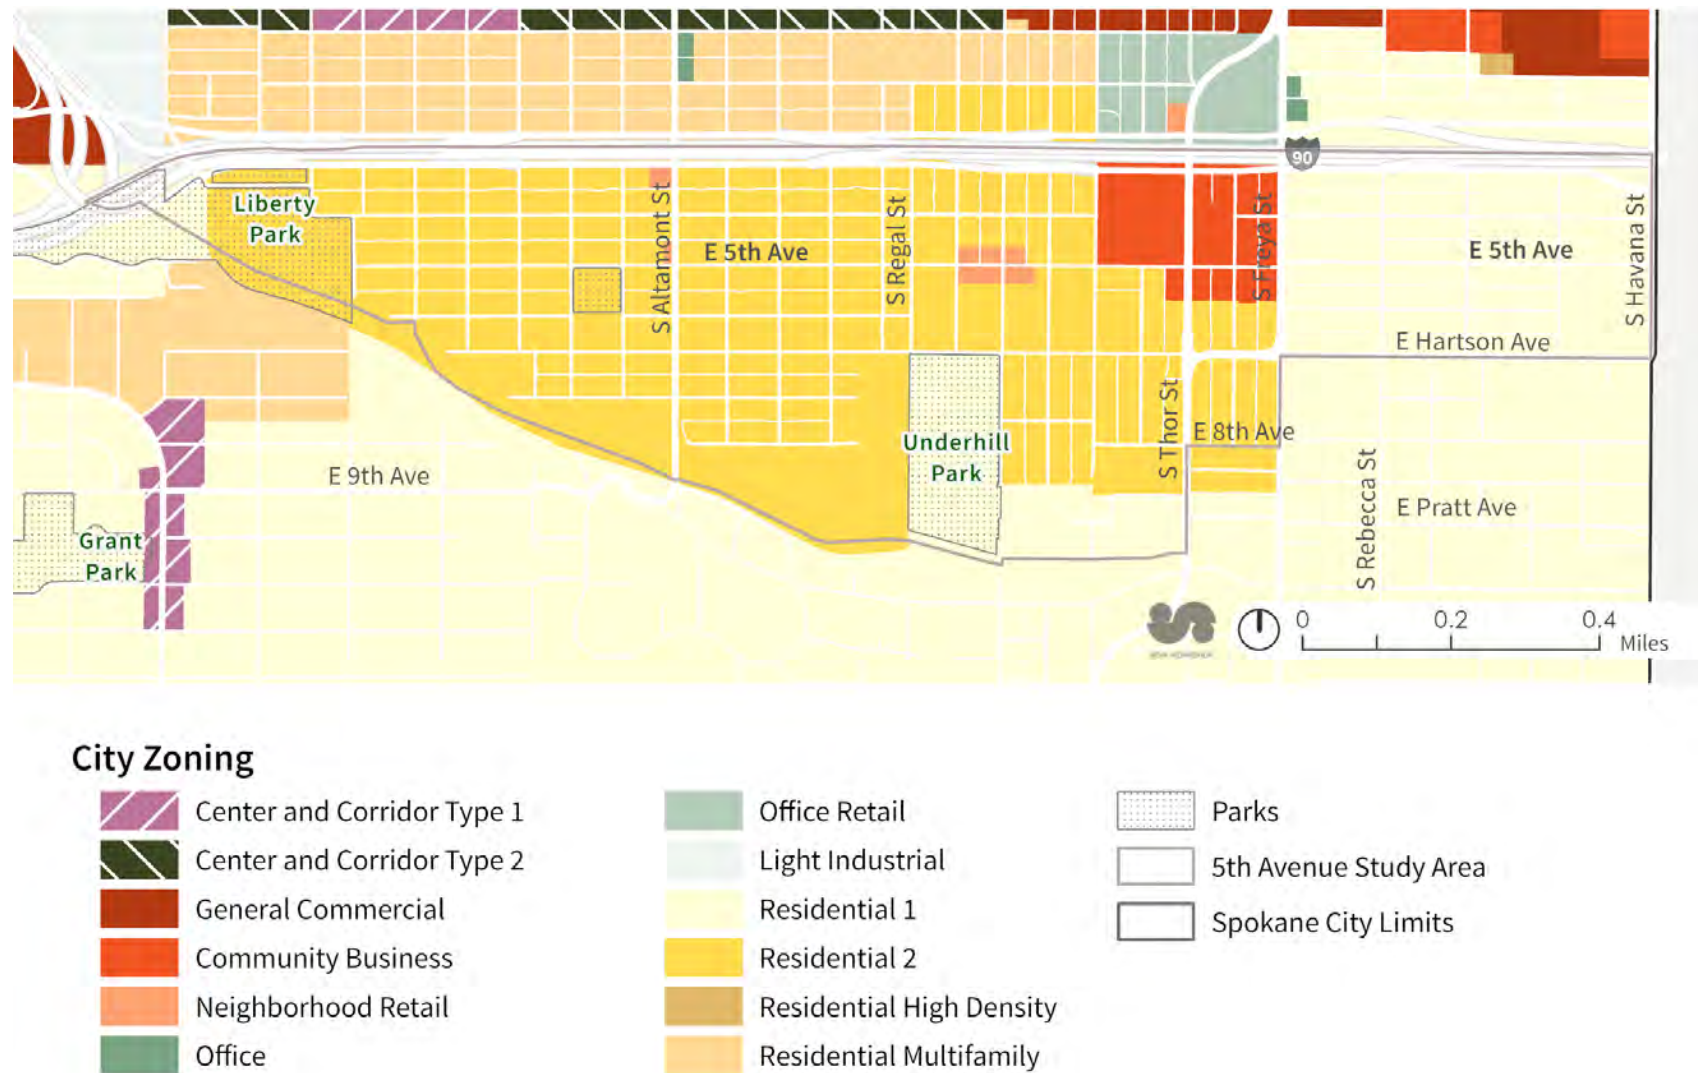 90
Liberty
Park
S Altamont St
E 5th Ave
S Regal St
S Freya St
E 5th Ave
S Havana St
E Hartson Ave
S Thor St
E 8th Ave
Underhill
Park
E 9th Ave
S Rebecca St
E Pratt Ave
Grant
Park
0 0.2 0.4
Miles
City Zoning
Center and Corridor Type 1
Center and Corridor Type 2
General Commercial
Community Business
Neighborhood Retail
Office
Office Retail
Light Industrial
Residential 1
Residential 2
Residential High Density
Residential Multifamily
Parks
5th Avenue Study Area
Spokane City Limits